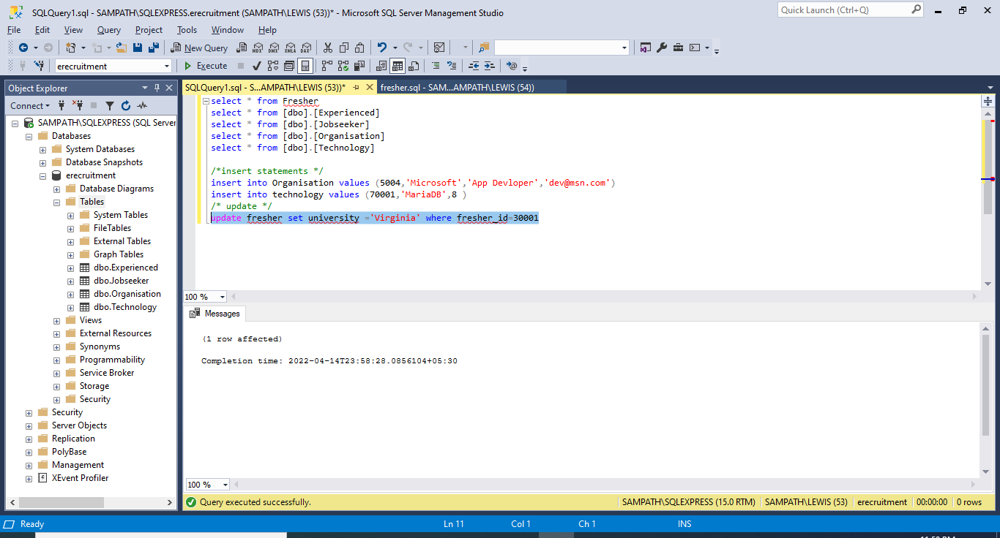 SQLQuery1.sql - SAMPATH\SQLEXPRESS.erecruitment (SAMPATH\LEWIS (53))* - Microsoft SQL Server Management Studio
Quick Launch (Ctrl+Q)
File Edit View Query Project Tools Window Help
New Query MDX DMX XMLA DAX
erecruitment Execute
Object Explorer
Connect
SAMPATH\SQLEXPRESS (SQL Server
Databases
System Databases
Database Snapshots
erecruitment
Database Diagrams
Tables
System Tables
FileTables
External Tables
Graph Tables
dbo.Experienced
dbo.Jobseeker
dbo.Organisation
dbo.Technology
Views
External Resources
Synonyms
Programmability
Service Broker
Storage
Security
Security
Server Objects
Replication
PolyBase
Management
XEvent Profiler
SQLQuery1.sql - S...AMPATH\LEWIS (53))* fresher.sql - SAM...AMPATH\LEWIS (54))
select * from Fresher
select * from [dbo].[Experienced]
select * from [dbo].[Jobseeker]
select * from [dbo].[Organisation]
select * from [dbo].[Technology]
/*insert statements */
insert into Organisation values (5004,'Microsoft','App Devloper','dev@msn.com')
insert into technology values (70001,'MariaDB',8 )
/* update */
update fresher set university ='Virginia' where fresher_id=30001
100 %
Messages
(1 row affected)
Completion time: 2022-04-14T23:58:28.0856104+05:30
100 %
Query executed successfully. SAMPATH\SQLEXPRESS (15.0 RTM) SAMPATH\LEWIS (53) erecruitment 00:00:00 0 rows
Ready Ln 11 Col 1 Ch 1 INS